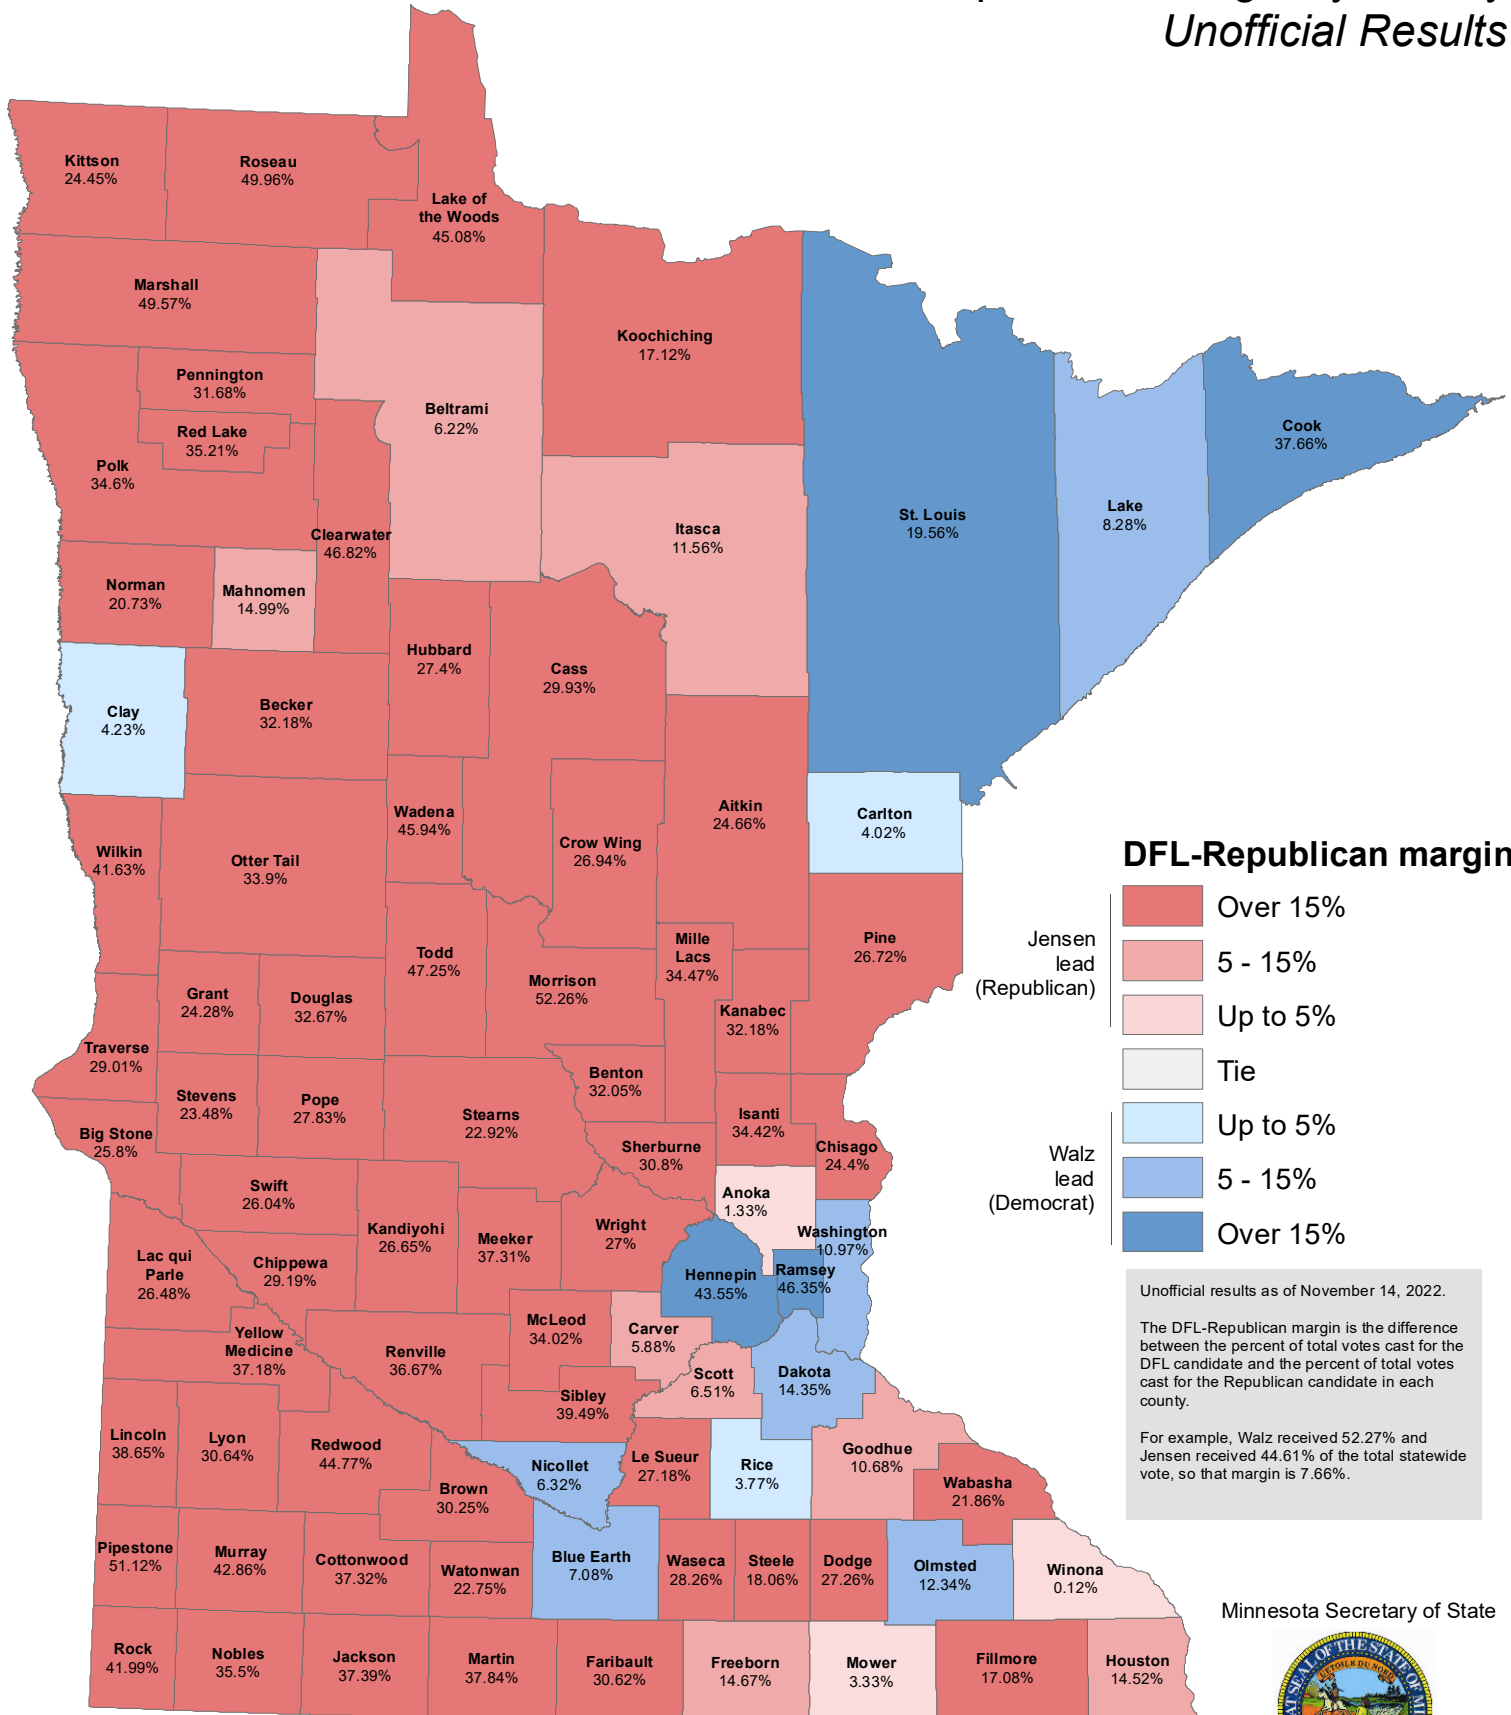 Unofficial Results
Kittson
24.45%
Roseau
49.96%
Lake of
the Woods
45.08%
Marshall
49.57%
Koochiching
17.12%
Pennington
31.68%
Beltrami
6.22%
Red Lake
35.21%
Polk
34.6%
Cook
37.66%
St. Louis
19.56%
Lake
8.28%
Itasca
11.56%
Clearwater
46.82%
Norman
20.73%
Mahnomen
14.99%
Hubbard
27.4%
Cass
29.93%
Clay
4.23%
Becker
32.18%
Wadena
45.94%
Aitkin
24.66%
Carlton
4.02%
Crow Wing
26.94%
Wilkin
41.63%
Otter Tail
33.9%
Todd
47.25%
Mille
Lacs
34.47%
Pine
26.72%
Morrison
52.26%
Grant
24.28%
Douglas
32.67%
Kanabec
32.18%
Traverse
29.01%
Benton
32.05%
Stevens
23.48%
Pope
27.83%
Stearns
22.92%
Isanti
34.42%
Big Stone
25.8%
Sherburne
30.8%
Chisago
24.4%
Swift
26.04%
Anoka
1.33%
Kandiyohi
26.65%
Meeker
37.31%
Wright
27%
Washington
10.97%
Lac qui
Parle
26.48%
Chippewa
29.19%
Hennepin
43.55%
Ramsey
46.35%
McLeod
34.02%
Carver
5.88%
Yellow
Medicine
37.18%
Renville
36.67%
Scott
6.51%
Dakota
14.35%
Sibley
39.49%
Lincoln
38.65%
Lyon
30.64%
Redwood
44.77%
Nicollet
6.32%
Le Sueur
27.18%
Rice
3.77%
Goodhue
10.68%
Brown
30.25%
Wabasha
21.86%
Pipestone
51.12%
Murray
42.86%
Cottonwood
37.32%
Watonwan
22.75%
Blue Earth
7.08%
Waseca
28.26%
Steele
18.06%
Dodge
27.26%
Olmsted
12.34%
Winona
0.12%
Rock
41.99%
Nobles
35.5%
Jackson
37.39%
Martin
37.84%
Faribault
30.62%
Freeborn
14.67%
Mower
3.33%
Fillmore
17.08%
Houston
14.52%
DFL-Republican margin
Jensen
lead
(Republican)
Over 15%
5 - 15%
Up to 5%
Tie
Walz
lead
(Democrat)
Up to 5%
5 - 15%
Over 15%
Unofficial results as of November 14, 2022.
The DFL-Republican margin is the difference
between the percent of total votes cast for the
DFL candidate and the percent of total votes
cast for the Republican candidate in each
county.
For example, Walz received 52.27% and
Jensen received 44.61% of the total statewide
vote, so that margin is 7.66%.
Minnesota Secretary of State
SEAL OF THE STATE OF
L'ETOILE DU NORD